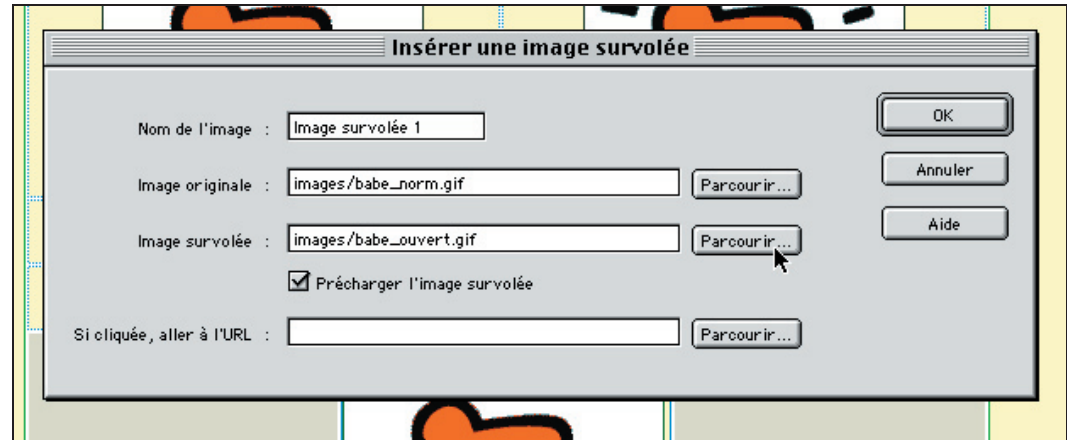 Insérer une image survolée
Nom de l'image : Image survolée 1
OK
Image originale : images/babe_norm.gif Parcourir...
Annuler
Image survolée : images/babe_ouvert.gif Parcourir...
Aide
Précharger l'image survolée
Si cliquée, aller à l'URL : Parcourir...